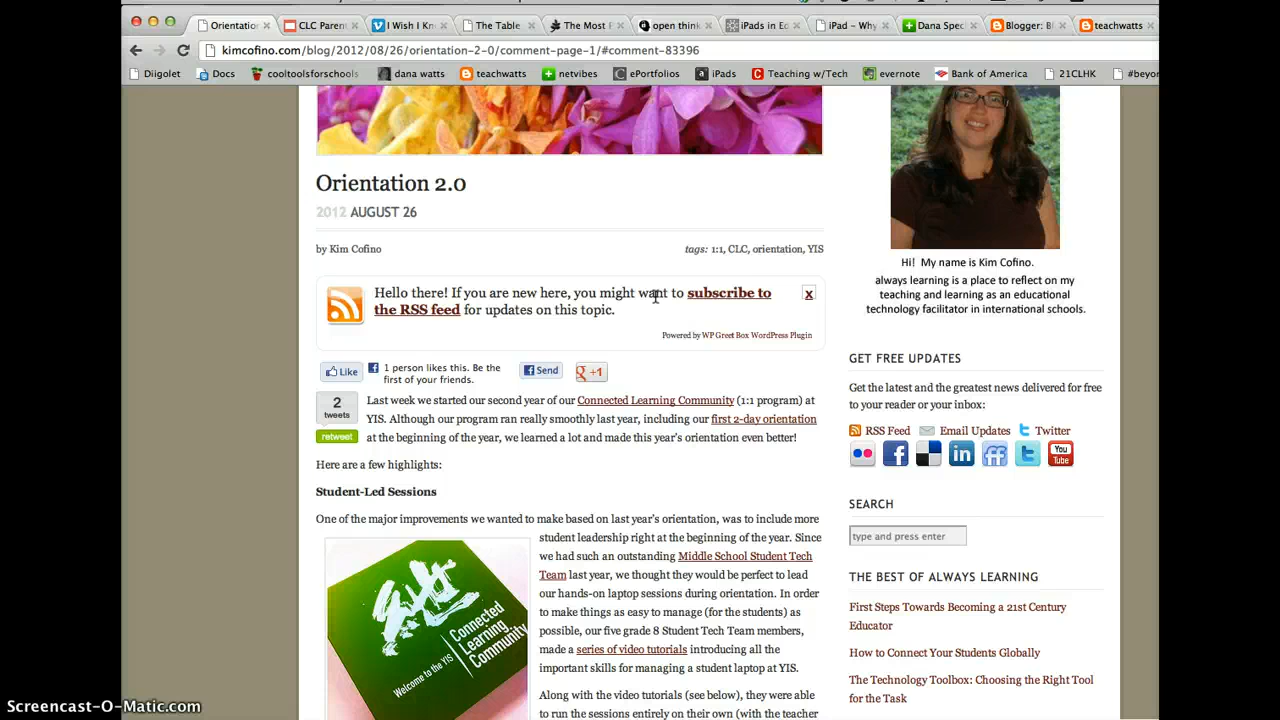 Orientatio
CLC Paren
I Wish I Kn
The Table
The Most
open think
iPads in Ed
iPad – Why
Dana Spec
Blogger: B
teachwatts
kimcofino.com/blog/2012/08/26/orientation-2-0/comment-page-1/#comment-83396
Diigolet
Docs
cooltoolsforschools
dana watts
teachwatts
netvibes
ePortfolios
iPads
Teaching w/Tech
evernote
Bank of America
21CLHK
#beyon
Orientation 2.0
2012 AUGUST 26
by Kim Cofino
tags: 1:1, CLC, orientation, YIS
Hello there! If you are new here, you might want to subscribe to
the RSS feed for updates on this topic.
x
Powered by WP Greet Box WordPress Plugin
Like
1 person likes this. Be the
first of your friends.
Send
g +1
2
tweets
retweet
Last week we started our second year of our Connected Learning Community (1:1 program) at
YIS. Although our program ran really smoothly last year, including our first 2-day orientation
at the beginning of the year, we learned a lot and made this year's orientation even better!
Here are a few highlights:
Student-Led Sessions
One of the major improvements we wanted to make based on last year's orientation, was to include more
student leadership right at the beginning of the year. Since
we had such an outstanding Middle School Student Tech
Team last year, we thought they would be perfect to lead
our hands-on laptop sessions during orientation. In order
to make things as easy to manage (for the students) as
possible, our five grade 8 Student Tech Team members,
made a series of video tutorials introducing all the
important skills for managing a student laptop at YIS.
Along with the video tutorials (see below), they were able
to run the sessions entirely on their own (with the teacher
Welcome to the YIS
Connected
Learning
Community
Hi! My name is Kim Cofino.
always learning is a place to reflect on my
teaching and learning as an educational
technology facilitator in international schools.
GET FREE UPDATES
Get the latest and the greatest news delivered for free
to your reader or your inbox:
RSS Feed
Email Updates
Twitter
f
in
ff
t
You
Tube
SEARCH
type and press enter
THE BEST OF ALWAYS LEARNING
First Steps Towards Becoming a 21st Century
Educator
How to Connect Your Students Globally
The Technology Toolbox: Choosing the Right Tool
for the Task
Screencast-O-Matic.com